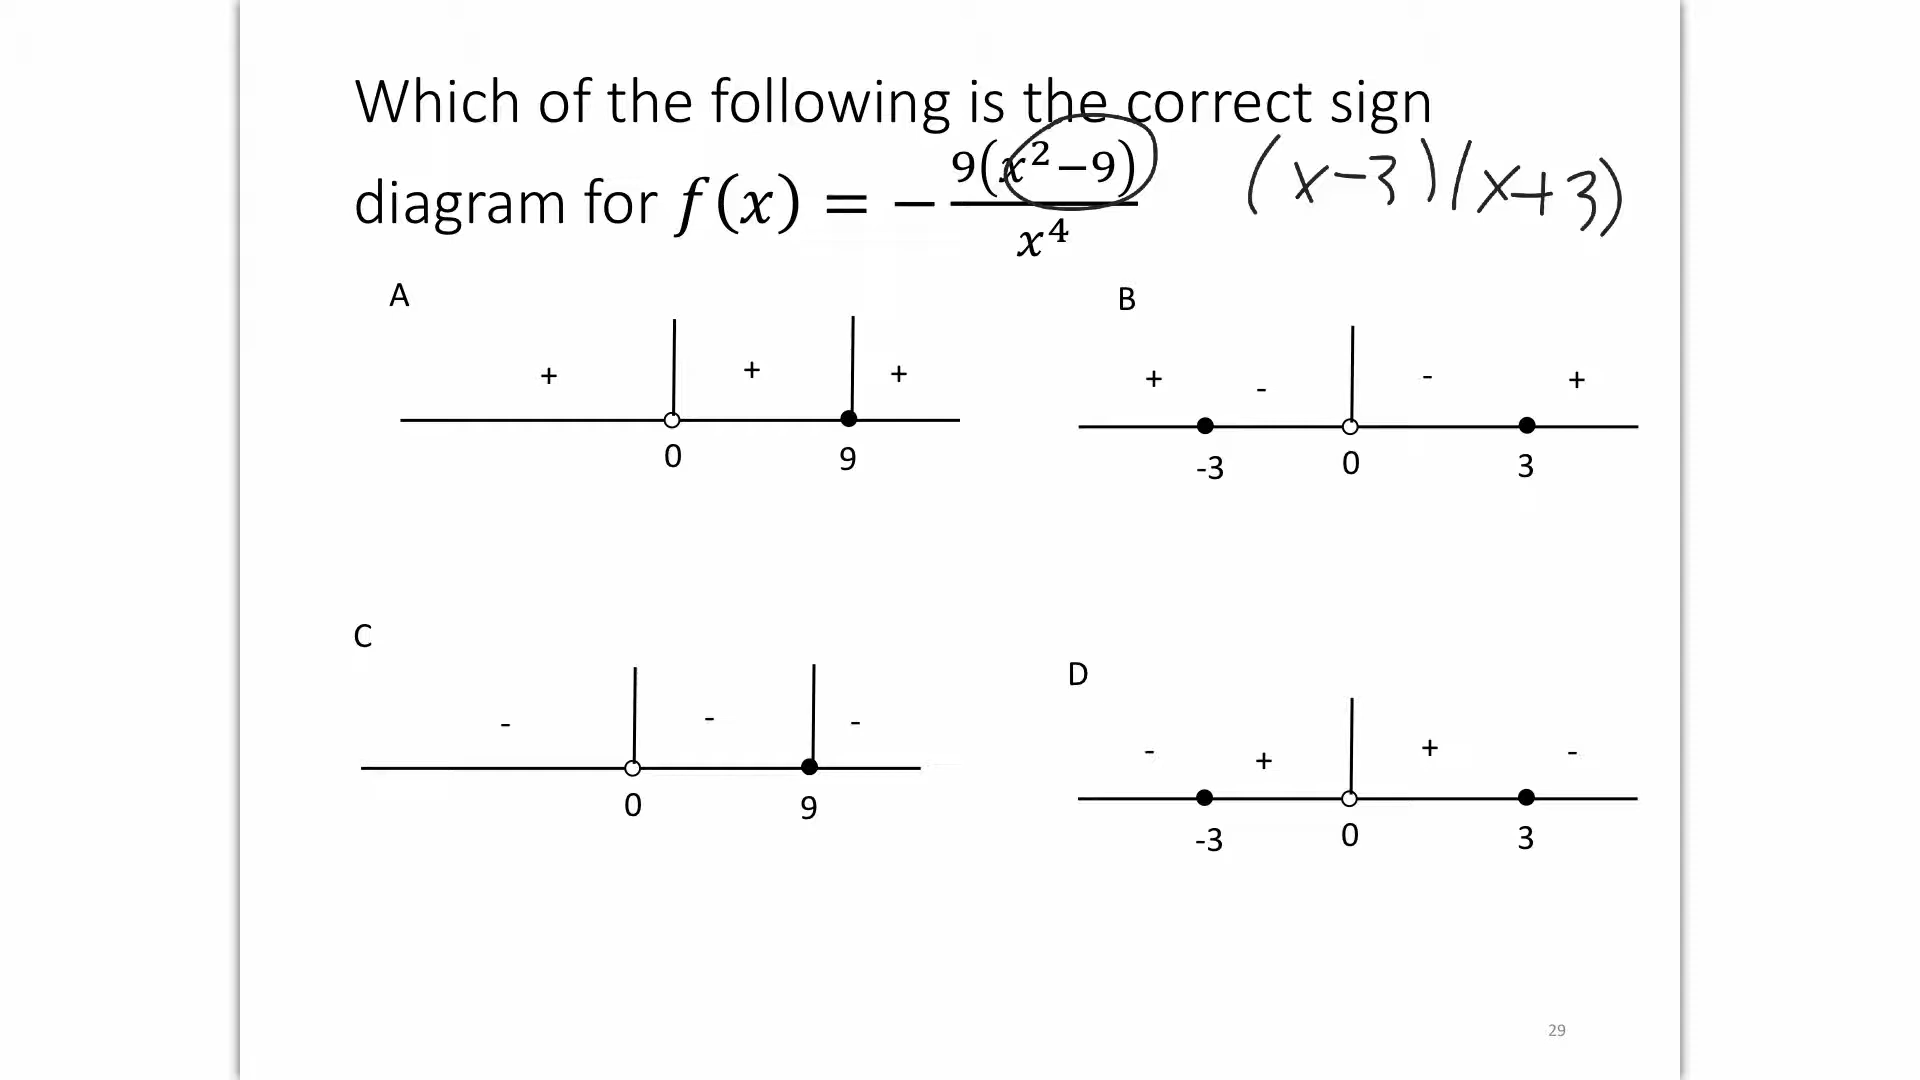 Which of the following is the correct sign
diagram for f(x) = − 9(x²−9) / x⁴
(x−3)(x+3)
A
+ + +
0 9
B
+ - - +
-3 0 3
C
- - -
0 9
D
- + + -
-3 0 3
29